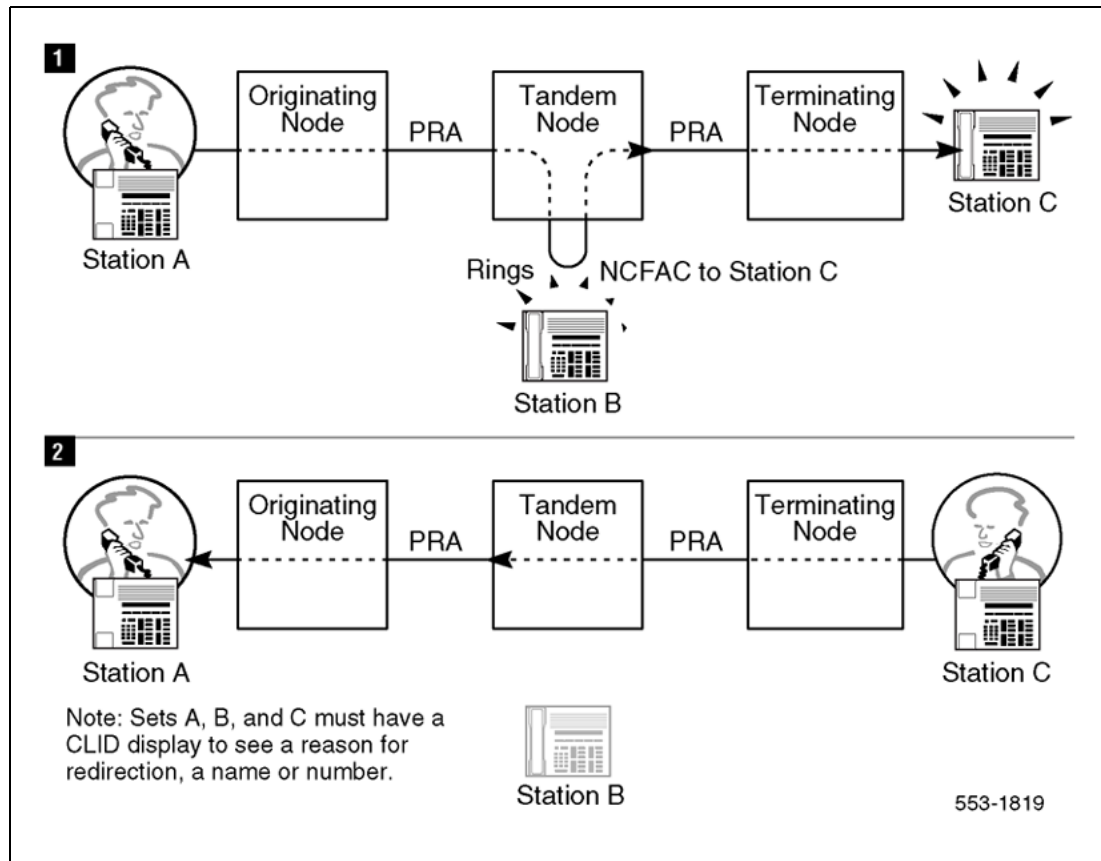 1
Originating
Node
PRA
Tandem
Node
PRA
Terminating
Node
Station A
Station C
Rings
NCFAC to Station C
Station B
2
Originating
Node
PRA
Tandem
Node
PRA
Terminating
Node
Station A
Station C
Note: Sets A, B, and C must have a
CLID display to see a reason for
redirection, a name or number.
Station B
553-1819